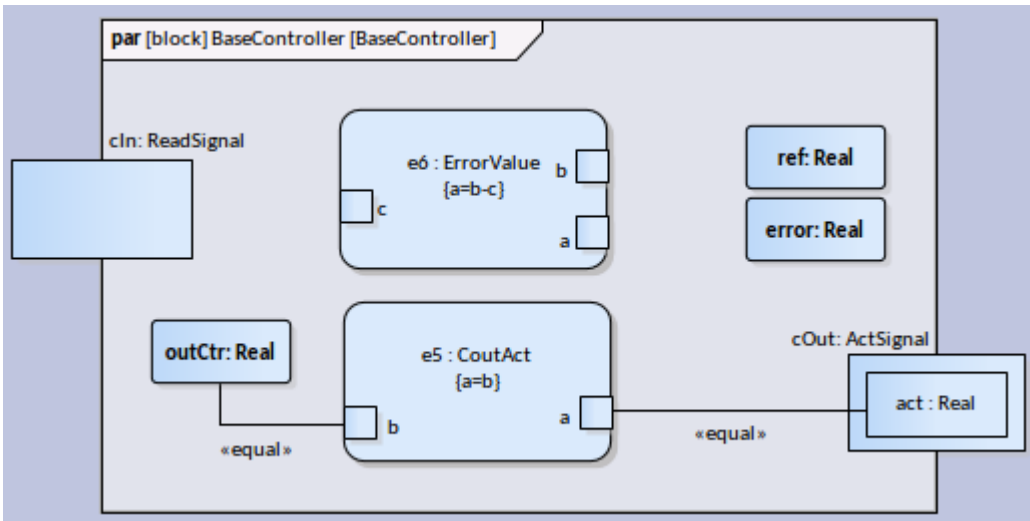 par [block] BaseController [BaseController]
cIn: ReadSignal
e6 : ErrorValue
{a=b-c}
b
c
a
ref: Real
error: Real
outCtr: Real
e5 : CoutAct
{a=b}
b
a
cOut: ActSignal
act : Real
«equal»
«equal»